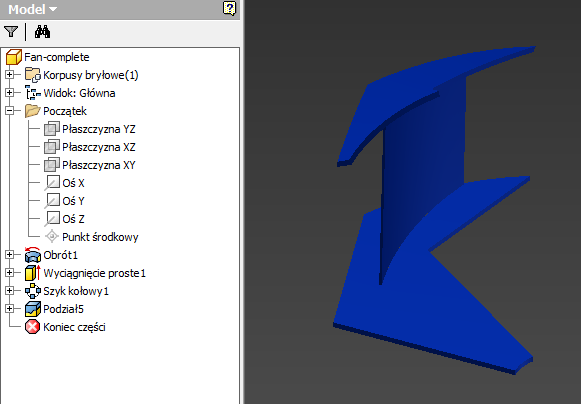 Model
Fan-complete
Korpusy bryłowe(1)
Widok: Główna
Początek
Płaszczyzna YZ
Płaszczyzna XZ
Płaszczyzna XY
Oś X
Oś Y
Oś Z
Punkt środkowy
Obrót1
Wyciągnięcie proste1
Szyk kołowy1
Podział5
Koniec części